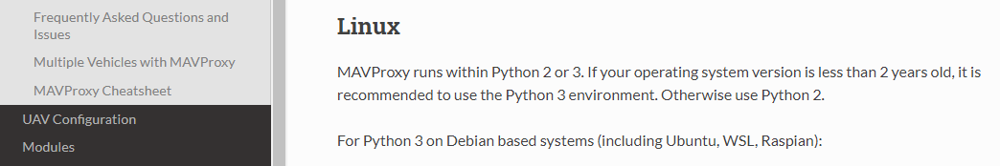 Frequently Asked Questions and
Issues
Multiple Vehicles with MAVProxy
MAVProxy Cheatsheet
UAV Configuration
Modules
Linux
MAVProxy runs within Python 2 or 3. If your operating system version is less than 2 years old, it is
recommended to use the Python 3 environment. Otherwise use Python 2.
For Python 3 on Debian based systems (including Ubuntu, WSL, Raspian):